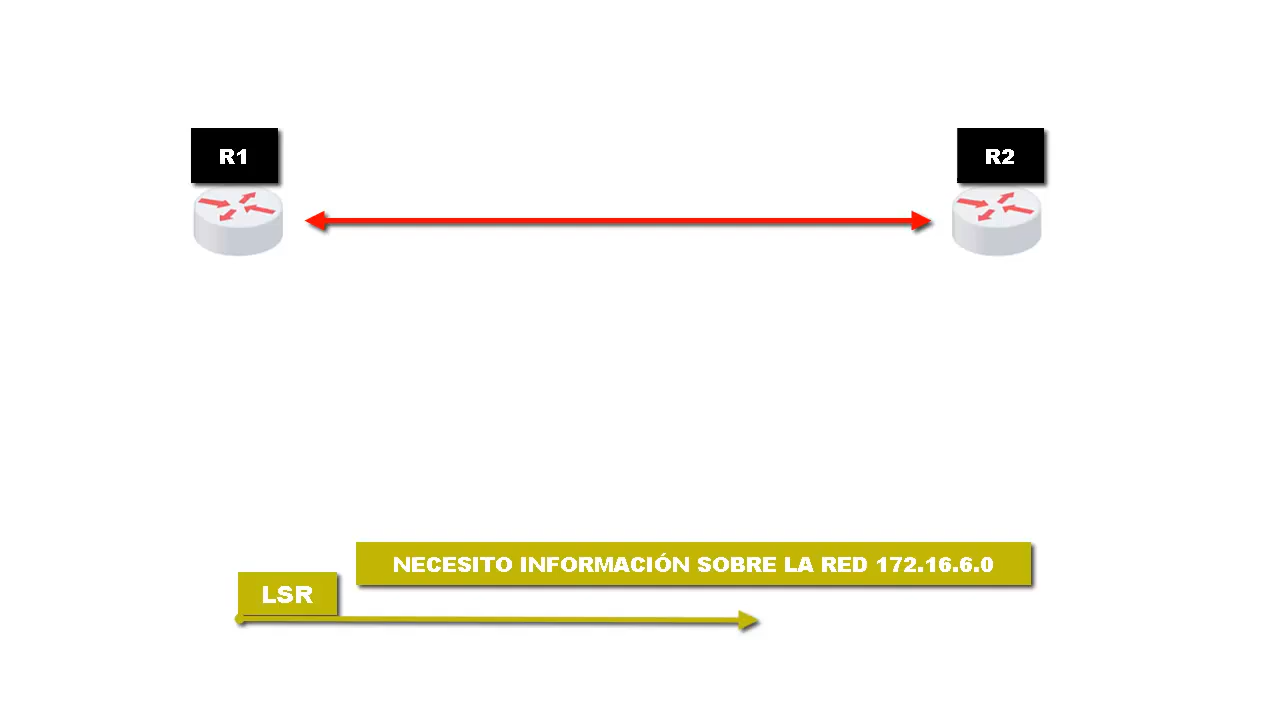 R1
R2
NECESITO INFORMACIÓN SOBRE LA RED 172.16.6.0
LSR